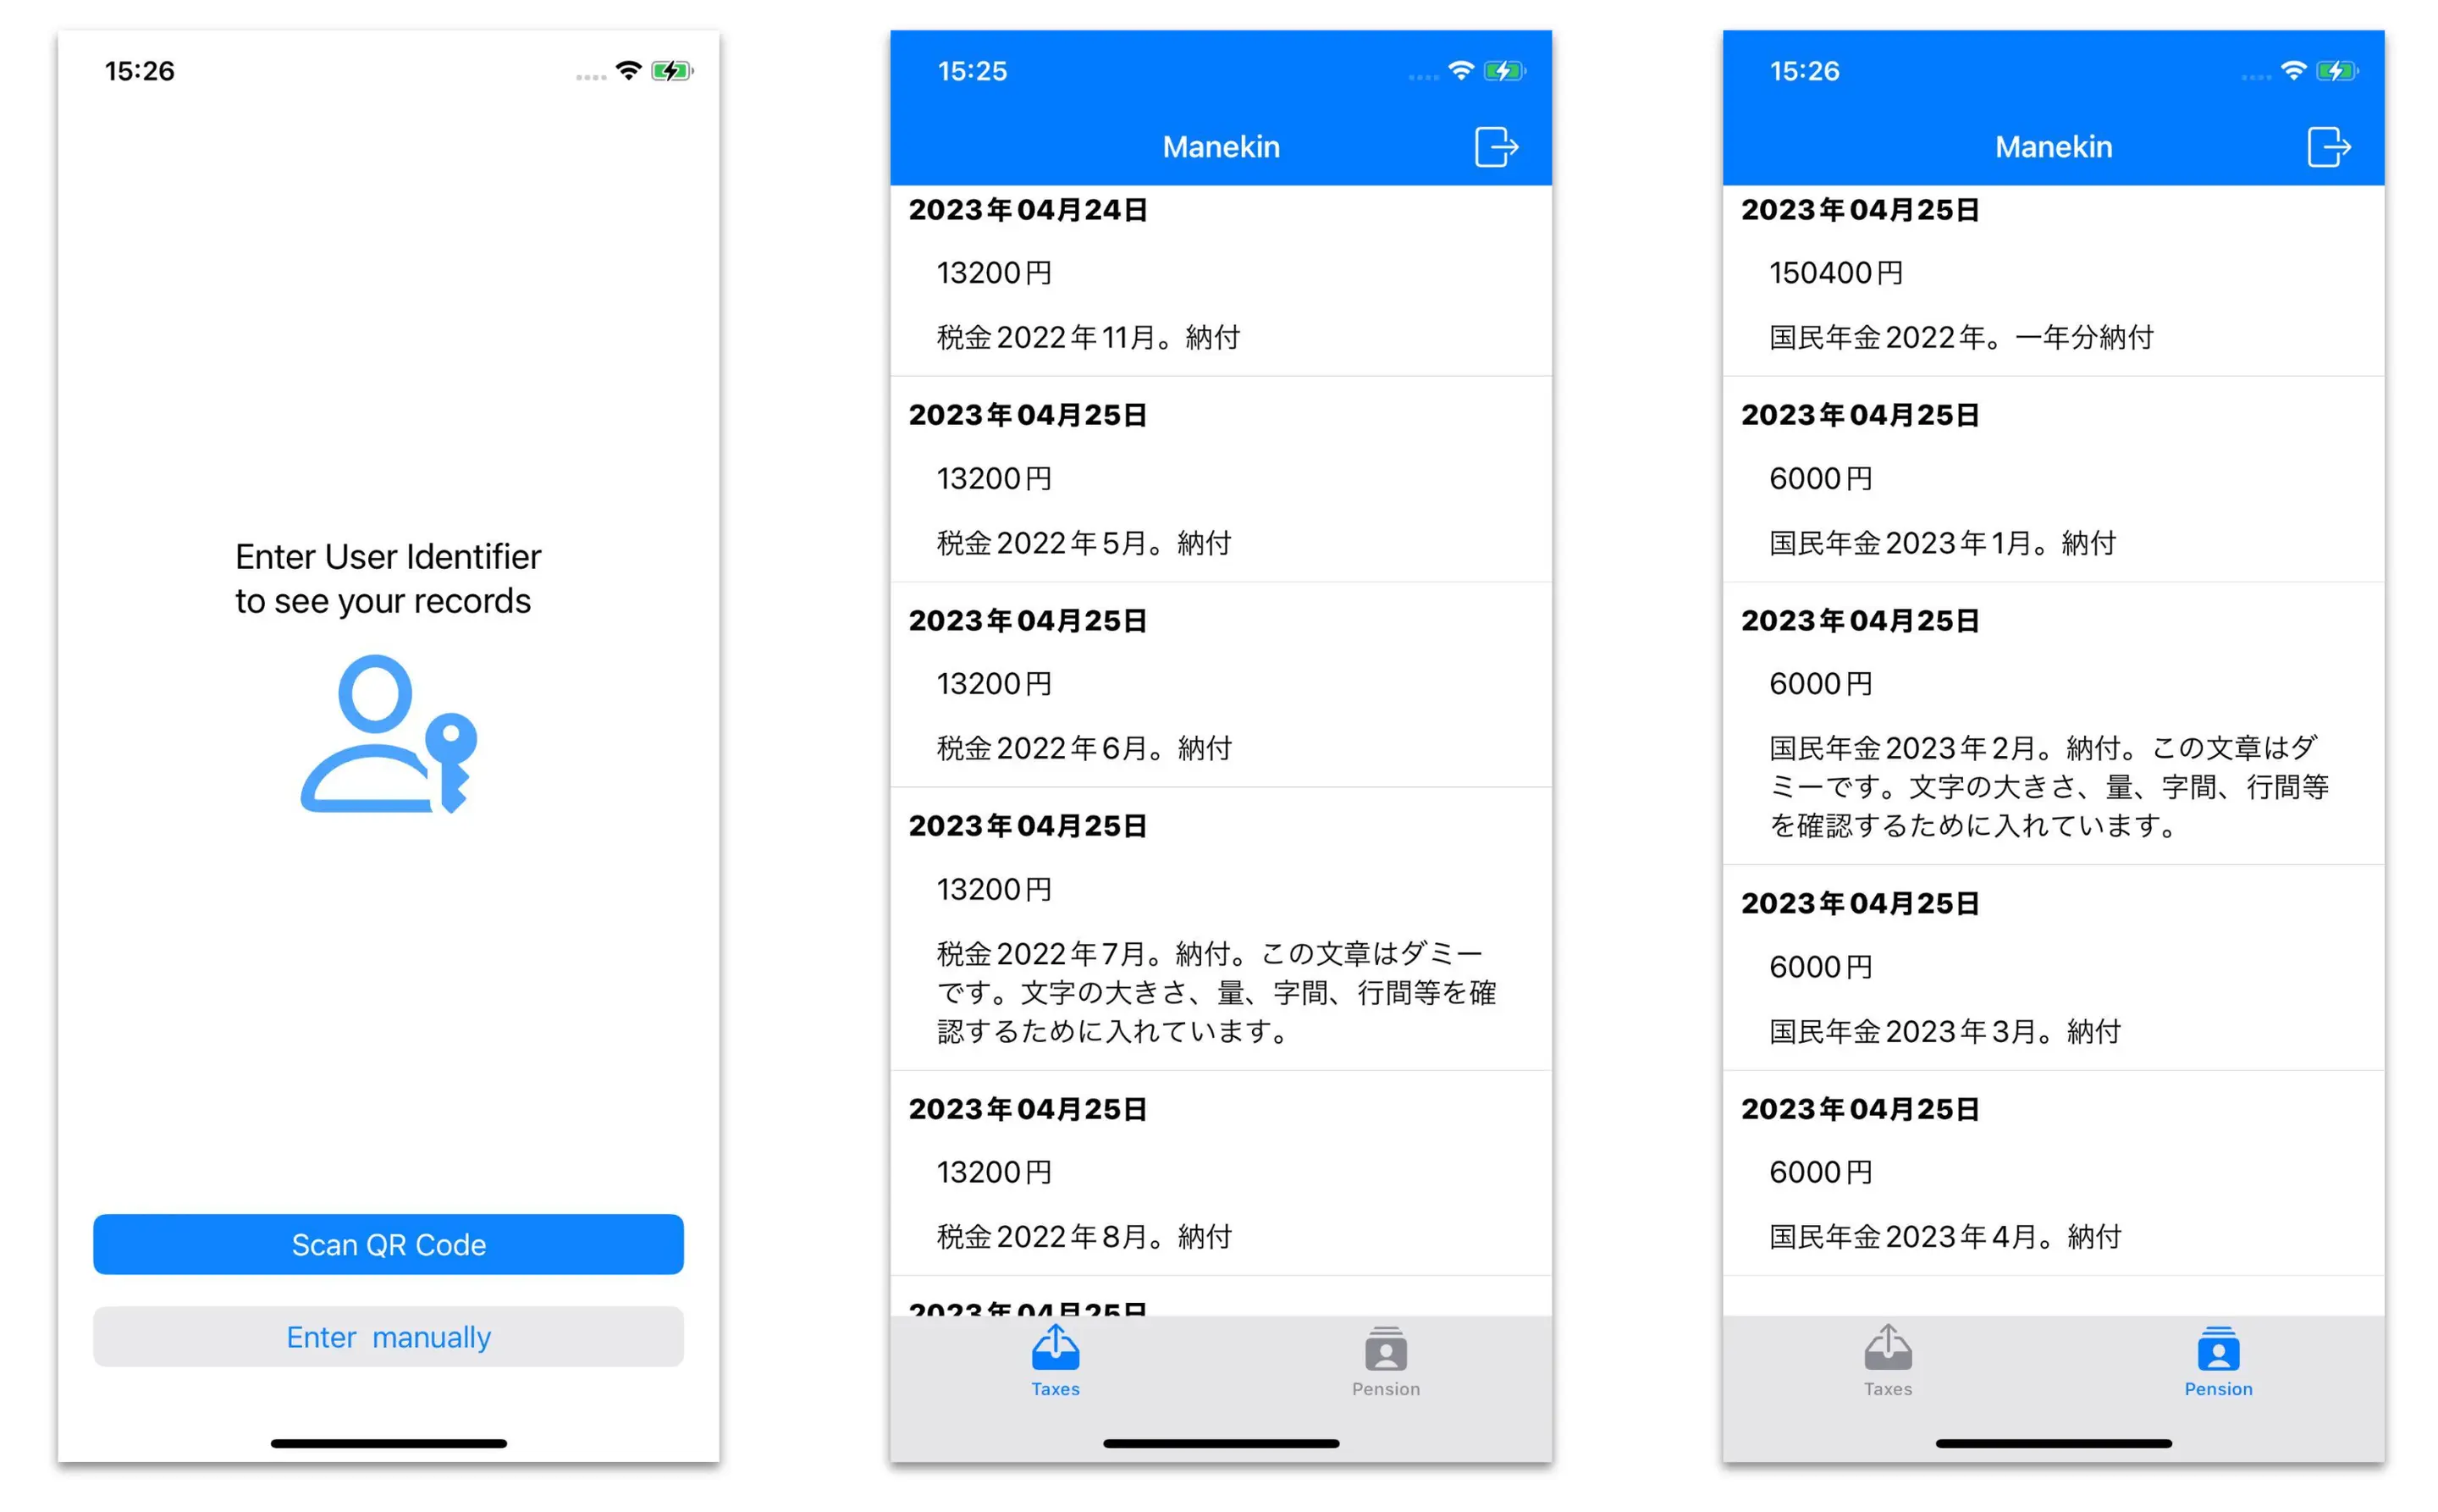 15:26
Enter User Identifier
to see your records
Scan QR Code
Enter manually
15:25
Manekin
2023年04月24日
13200円
税金2022年11月。納付
2023年04月25日
13200円
税金2022年5月。納付
2023年04月25日
13200円
税金2022年6月。納付
2023年04月25日
13200円
税金2022年7月。納付。この文章はダミー
です。文字の大きさ、量、字間、行間等を確
認するために入れています。
2023年04月25日
13200円
税金2022年8月。納付
2023年04月25日
Taxes
Pension
15:26
Manekin
2023年04月25日
150400円
国民年金2022年。一年分納付
2023年04月25日
6000円
国民年金2023年1月。納付
2023年04月25日
6000円
国民年金2023年2月。納付。この文章はダ
ミーです。文字の大きさ、量、字間、行間等
を確認するために入れています。
2023年04月25日
6000円
国民年金2023年3月。納付
2023年04月25日
6000円
国民年金2023年4月。納付
Taxes
Pension